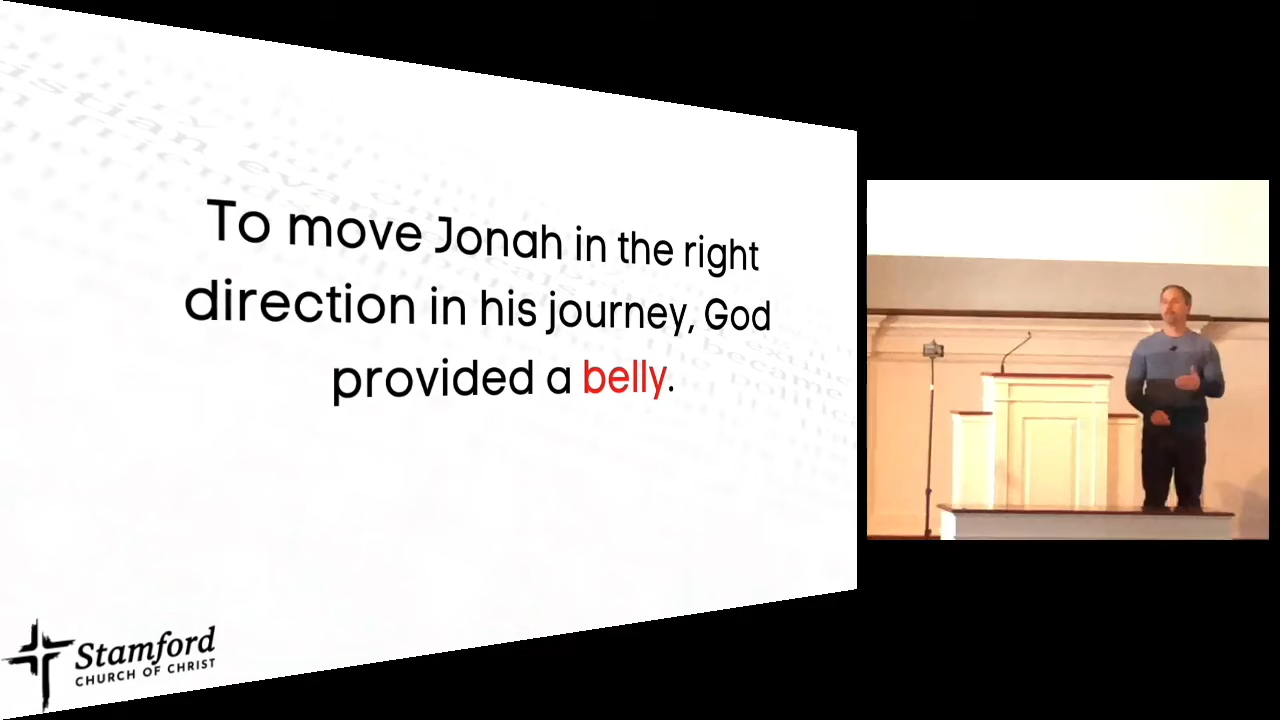 To move Jonah in the right
direction in his journey, God
provided a belly.
Stamford
CHURCH OF CHRIST